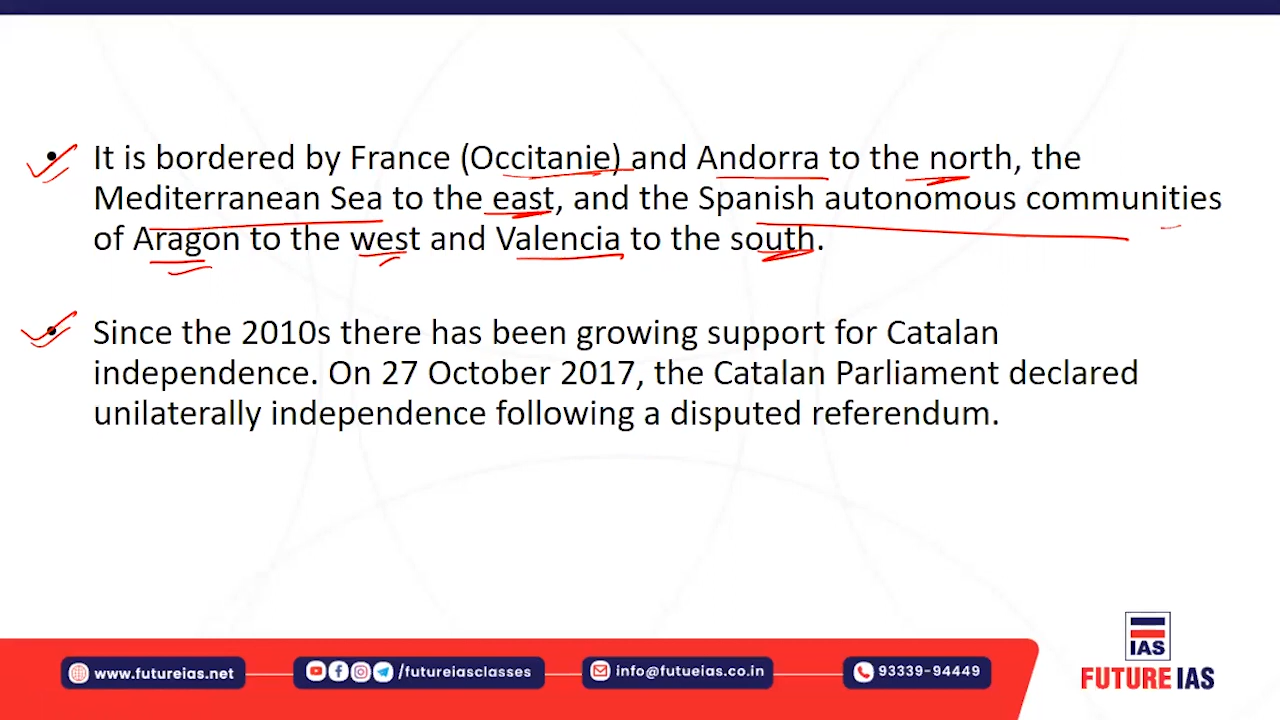 • It is bordered by France (Occitanie) and Andorra to the north, the
Mediterranean Sea to the east, and the Spanish autonomous communities
of Aragon to the west and Valencia to the south.
• Since the 2010s there has been growing support for Catalan
independence. On 27 October 2017, the Catalan Parliament declared
unilaterally independence following a disputed referendum.
IAS
www.futureias.net
/futureiasclasses
info@futueias.co.in
93339-94449
FUTURE IAS